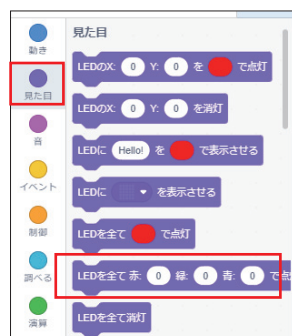 動き
見た目
音
イベント
制御
調べる
演算
見た目
LEDのX: 0 Y: 0 を で点灯
LEDのX: 0 Y: 0 を消灯
LEDに Hello! を で表示させる
LEDに を表示させる
LEDを全て で点灯
LEDを全て 赤: 0 緑: 0 青: 0 で点
LEDを全て消灯